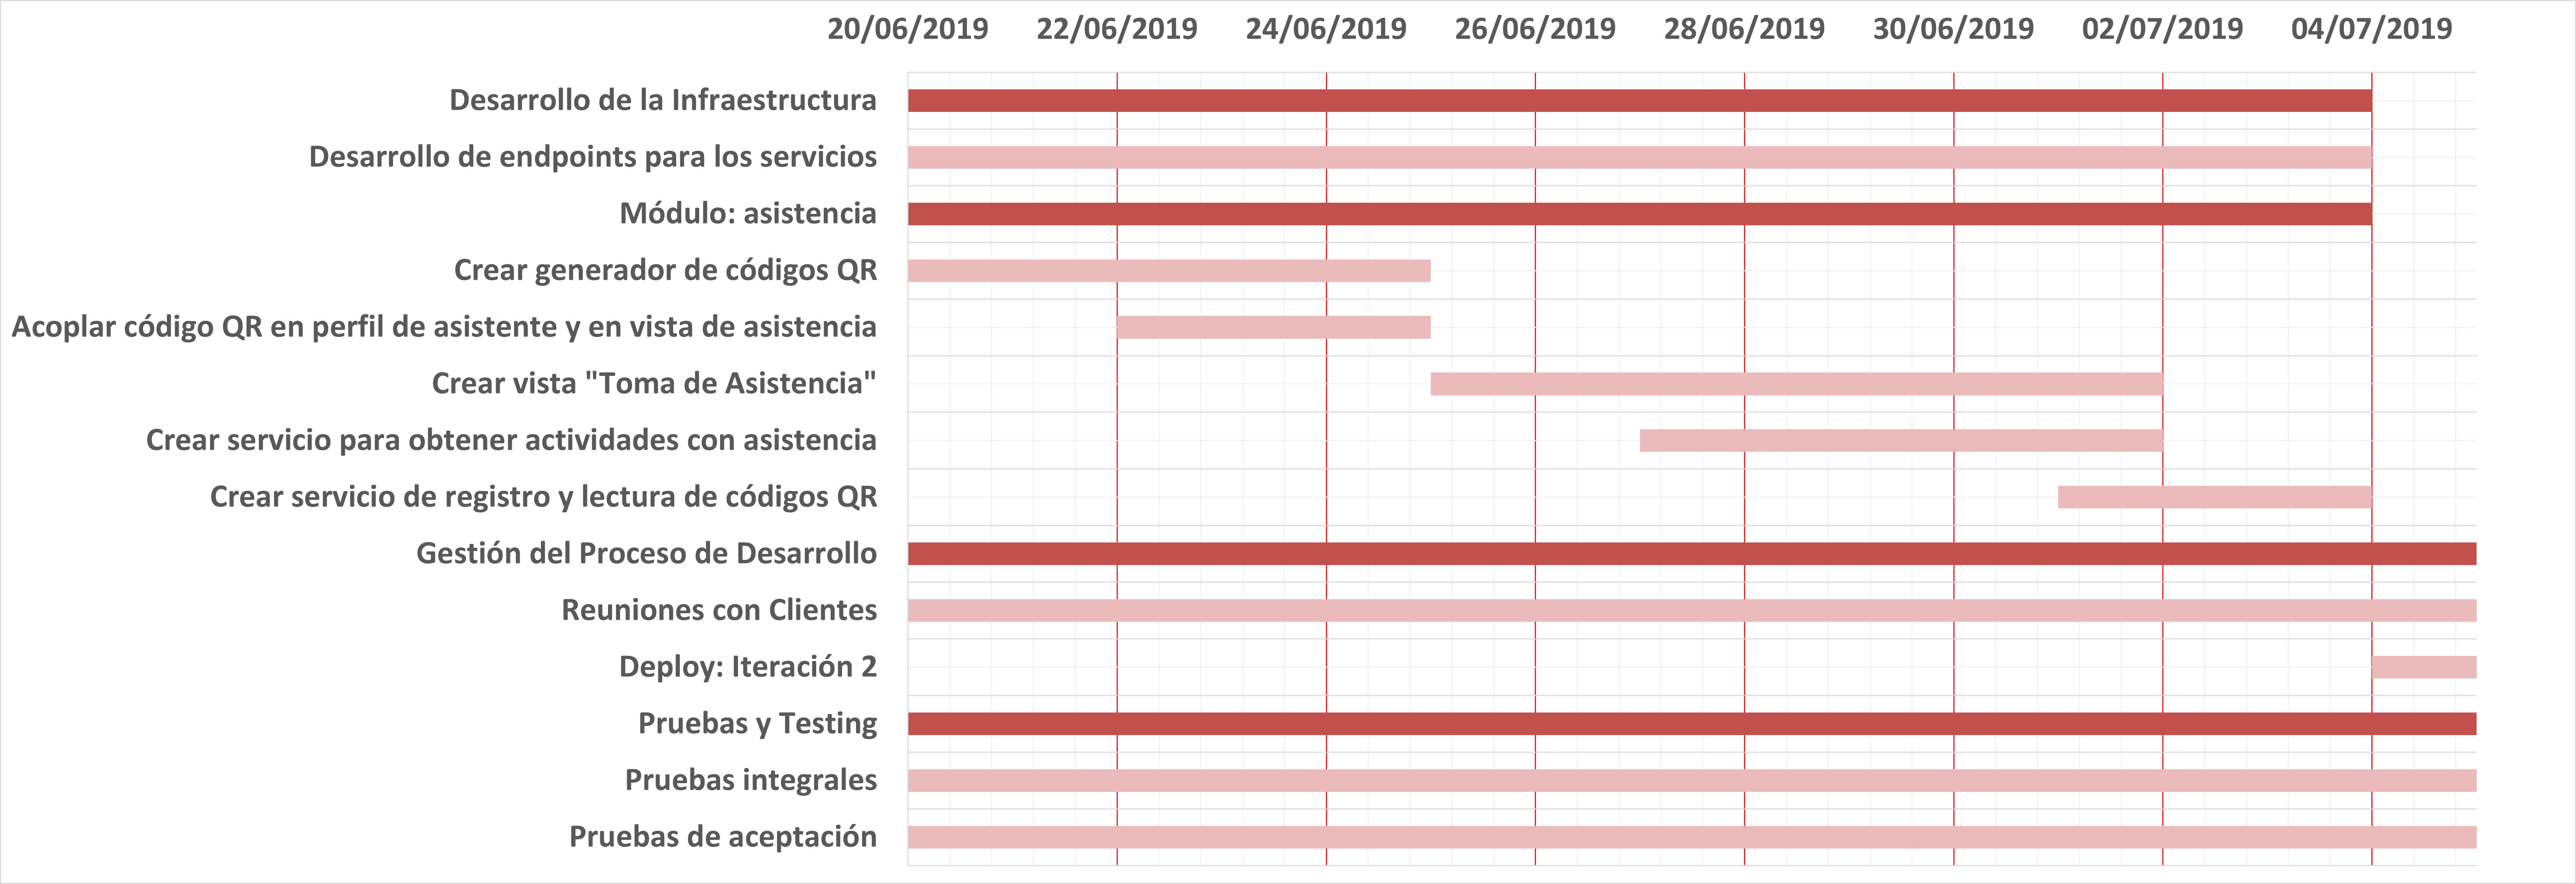 20/06/2019 22/06/2019 24/06/2019 26/06/2019 28/06/2019 30/06/2019 02/07/2019 04/07/2019
Desarrollo de la Infraestructura
Desarrollo de endpoints para los servicios
Módulo: asistencia
Crear generador de códigos QR
Acoplar código QR en perfil de asistente y en vista de asistencia
Crear vista "Toma de Asistencia"
Crear servicio para obtener actividades con asistencia
Crear servicio de registro y lectura de códigos QR
Gestión del Proceso de Desarrollo
Reuniones con Clientes
Deploy: Iteración 2
Pruebas y Testing
Pruebas integrales
Pruebas de aceptación